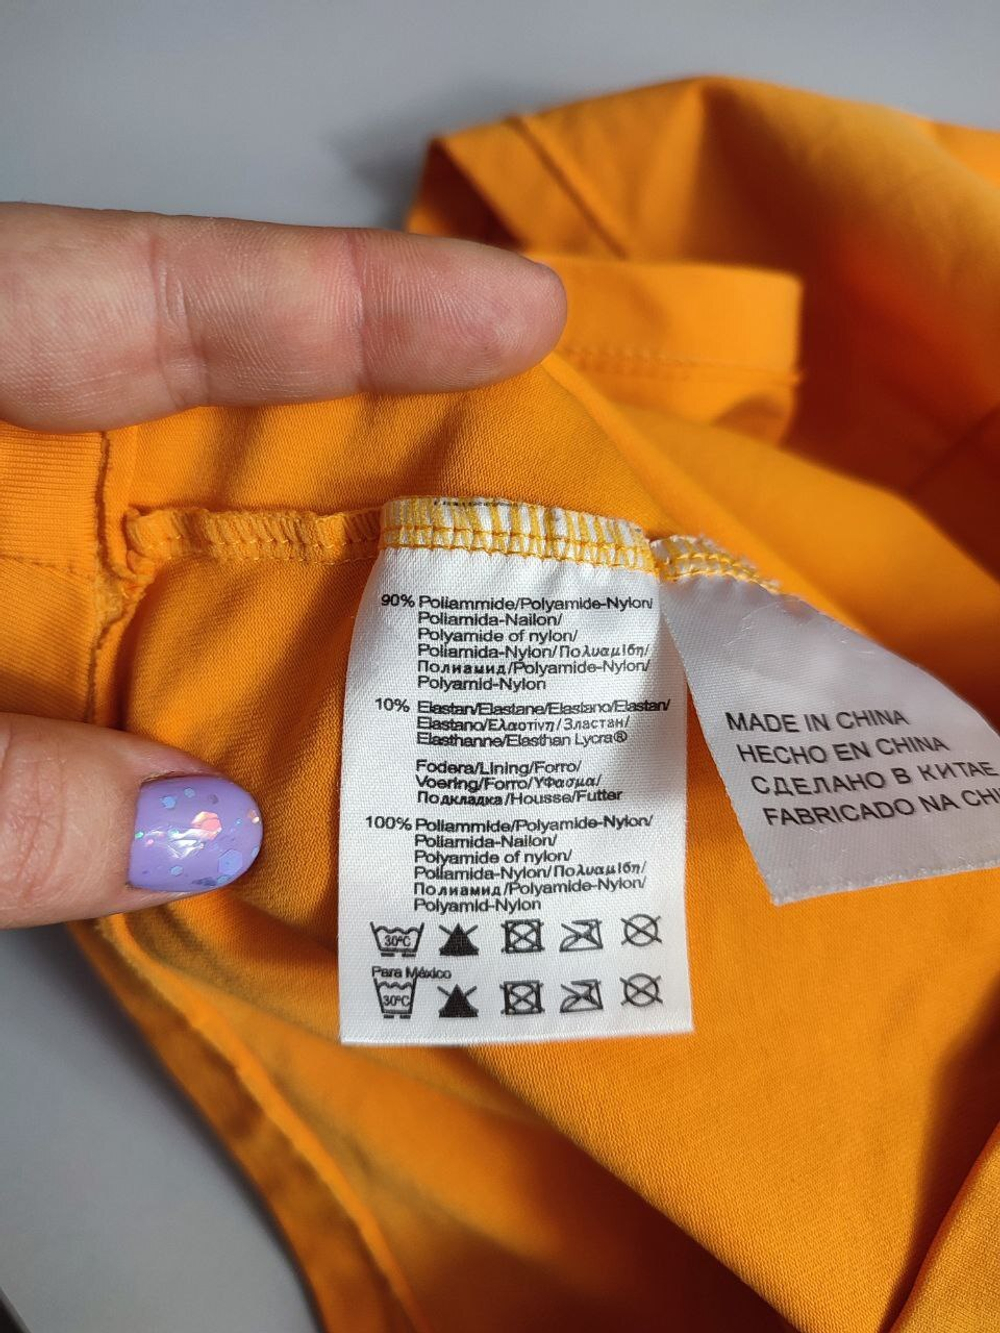 90% Poliammide/Polyamide-Nylon/
Poliamida-Nailon/
Polyamide of nylon/
Poliamida-Nylon/Πολυαμίδη/
Полиамид/Polyamide-Nylon/
Polyamid-Nylon
10% Elastan/Elastane/Elastano/Elastan/
Elastano/Ελαστίνη/Эластан/
Elasthanne/Elasthan Lycra®
Fodera/Lining/Forro/
Voering/Forro/ΥΦασμα/
Подкладка/Housse/Futter
100% Poliammide/Polyamide-Nylon/
Poliamida-Nailon/
Polyamide of nylon/
Poliamida-Nylon/Πολυαμίδη/
Полиамид/Polyamide-Nylon/
Polyamid-Nylon
30°C
Para México
30°C
MADE IN CHINA
HECHO EN CHINA
СДЕЛАНО В КИТАЕ
FABRICADO NA CHI